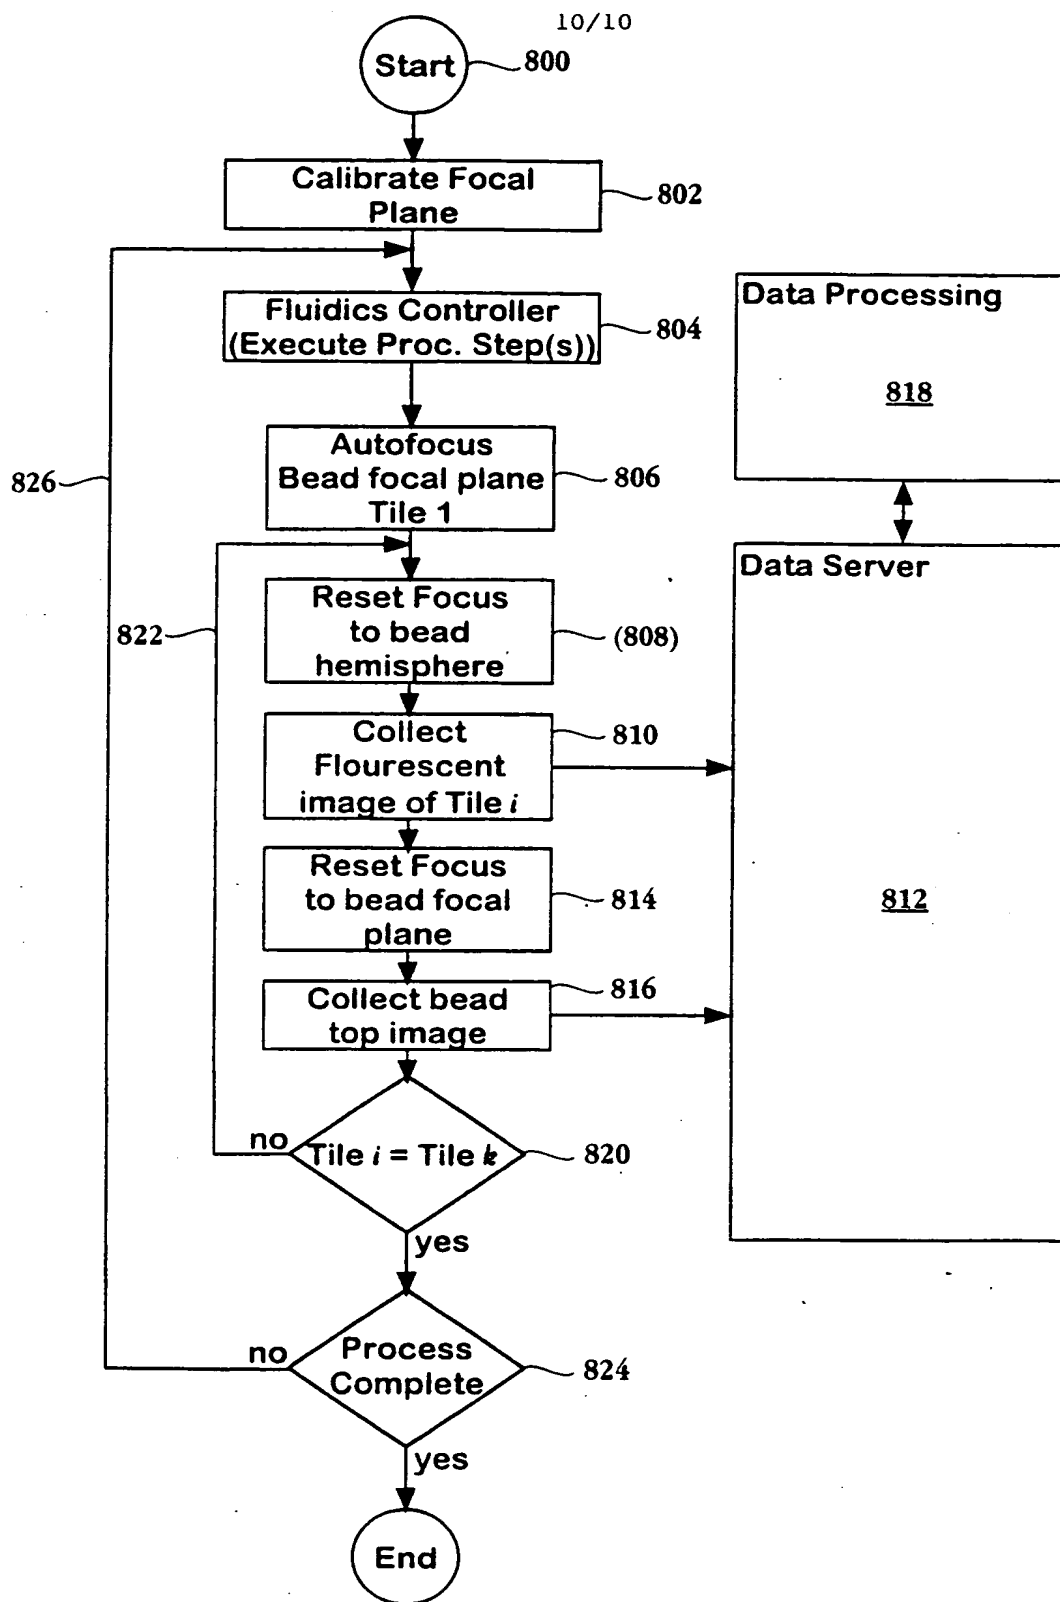 10/10
Start
800
Calibrate Focal
Plane
802
Fluidics Controller
(Execute Proc. Step(s))
804
Autofocus
Bead focal plane
Tile 1
806
826
Reset Focus
to bead
hemisphere
(808)
822
Collect
Flourescent
image of Tile i
810
Reset Focus
to bead focal
plane
814
Collect bead
top image
816
no
Tile i = Tile k
820
yes
no
Process
Complete
824
yes
End
Data Processing
818
Data Server
812